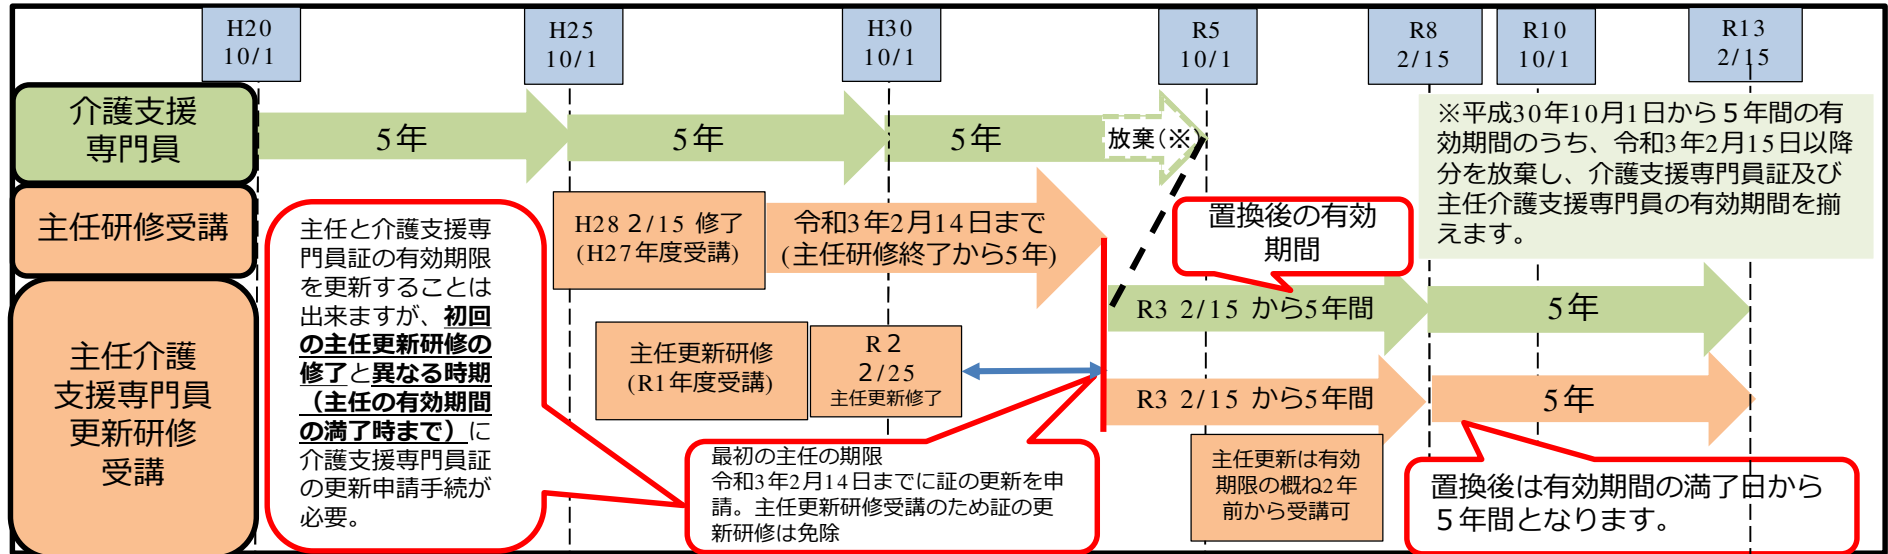 H20
10/1
H25
10/1
H30
10/1
R5
10/1
R8
2/15
R10
10/1
R13
2/15
介護支援
専門員
5年
5年
5年
放棄(※)
※平成30年10月1日から５年間の有
効期間のうち、令和3年2月15日以降
分を放棄し、介護支援専門員証及び
主任介護支援専門員の有効期間を揃
えます。
主任研修受講
主任と介護支援専
門員証の有効期限
を更新することは
出来ますが、初回
の主任更新研修の
修了と異なる時期
（主任の有効期間
の満了時まで）に
介護支援専門員証
の更新申請手続が
必要。
H28２/15 修了
(H27年度受講)
令和3年2月14日まで
(主任研修終了から5年)
置換後の有効
期間
主任介護
支援専門員
更新研修
受講
R3 2/15 から5年間
5年
主任更新研修
(R1年度受講)
R２
２/25
主任更新修了
R3 2/15 から5年間
5年
最初の主任の期限
令和3年2月14日までに証の更新を申
請。主任更新研修受講のため証の更
新研修は免除
主任更新は有効
期限の概ね2年
前から受講可
置換後は有効期間の満了日から
５年間となります。